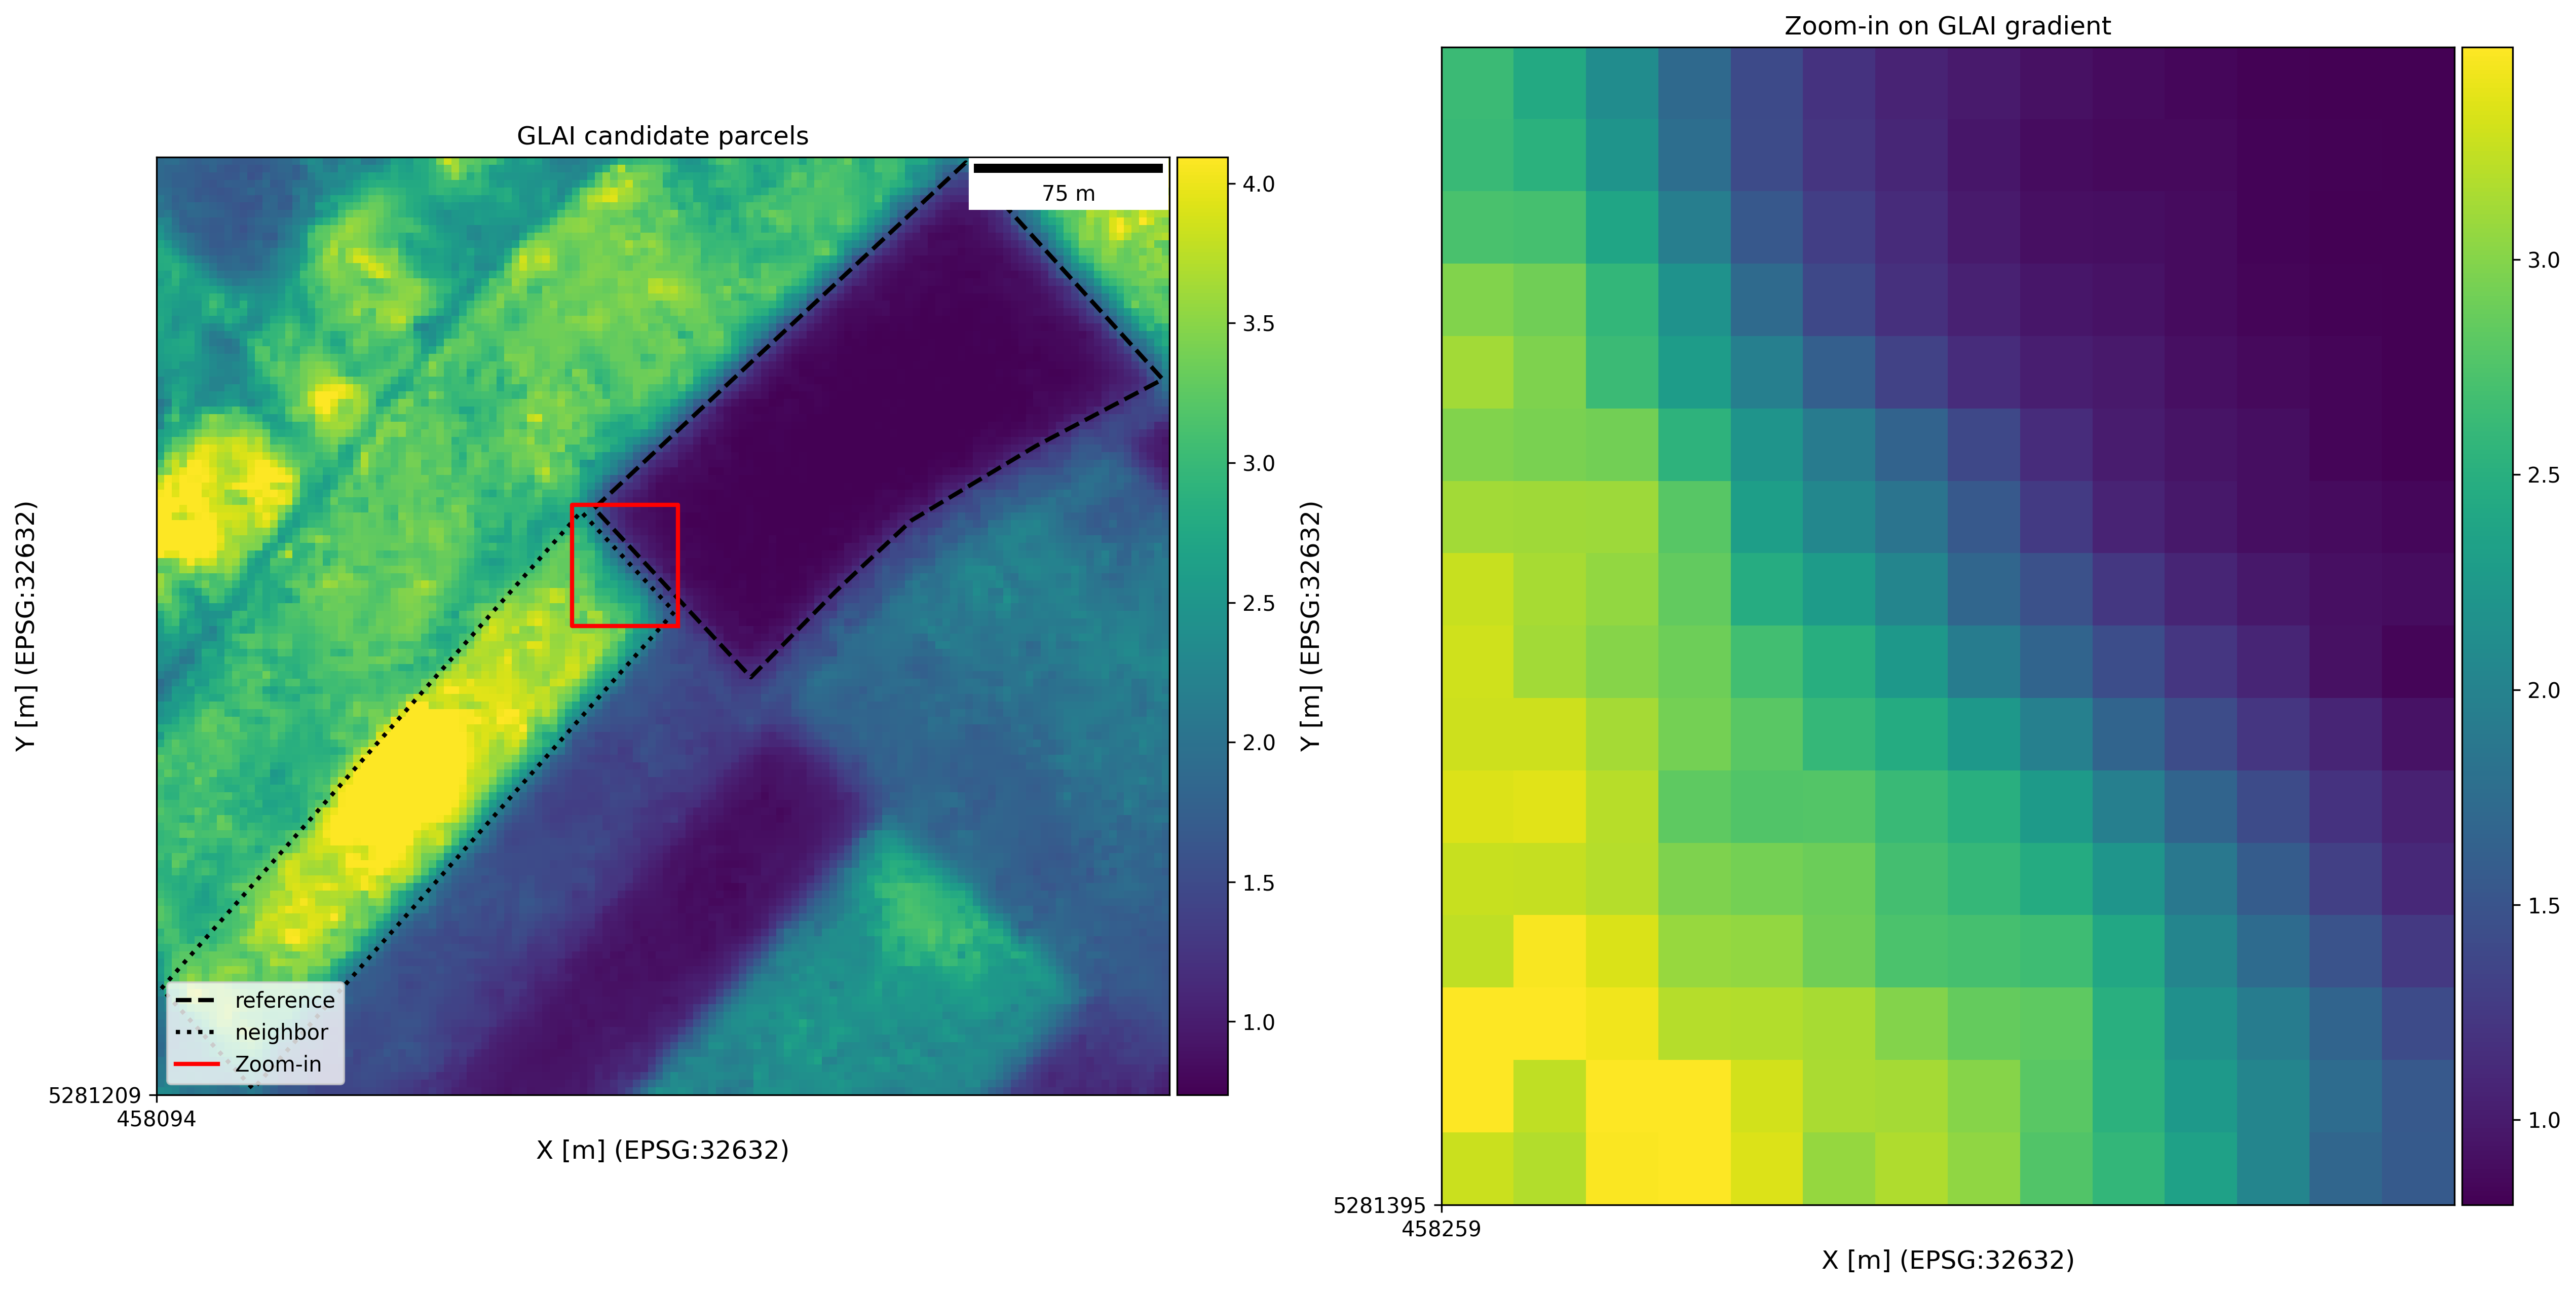 GLAI candidate parcels
75 m
4.0
3.5
3.0
2.5
2.0
1.5
1.0
Y [m] (EPSG:32632)
reference
neighbor
Zoom-in
5281209
458094
X [m] (EPSG:32632)
Zoom-in on GLAI gradient
3.0
2.5
2.0
1.5
1.0
Y [m] (EPSG:32632)
5281395
458259
X [m] (EPSG:32632)